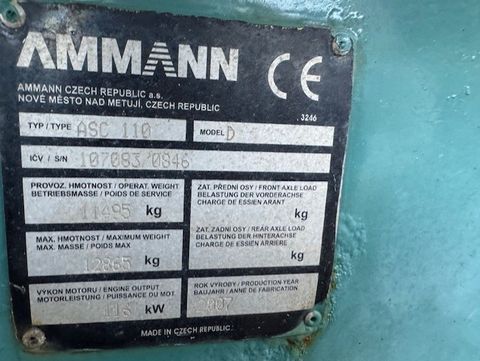 AMMANN
CE
AMMANN CZECH REPUBLIC a.s.
NOVÉ MĚSTO NAD METUJÍ, CZECH REPUBLIC
3246
TYP / TYPE ASC 110 MODEL D
IČV / S/N 107083/0846
PROVOZ. HMOTNOST / OPERAT. WEIGHT
BETRIEBSMASSE / POIDS DE SERVICE
11495 kg
MAX. HMOTNOST / MAXIMUM WEIGHT
MAX. MASSE / POIDS MAX
12865 kg
VÝKON MOTORU / ENGINE OUTPUT
MOTORLEISTUNG / PUISSANCE DU MOT.
kW
ZAT. PŘEDNÍ OSY / FRONT AXLE LOAD
BELASTUNG DER VORDERACHSE
CHARGE DE ESSIEN ARANT
kg
ZAT. ZADNÍ OSY / REAR AXLE LOAD
BELASTUNG DER HINTERACHSE
CHARGE DE ESSIEN ARRIERE
kg
ROK VÝROBY / PRODUCTION YEAR
BAUJAHR / ANNÉ DE FABRICATION
2007
MADE IN CZECH REPUBLIC